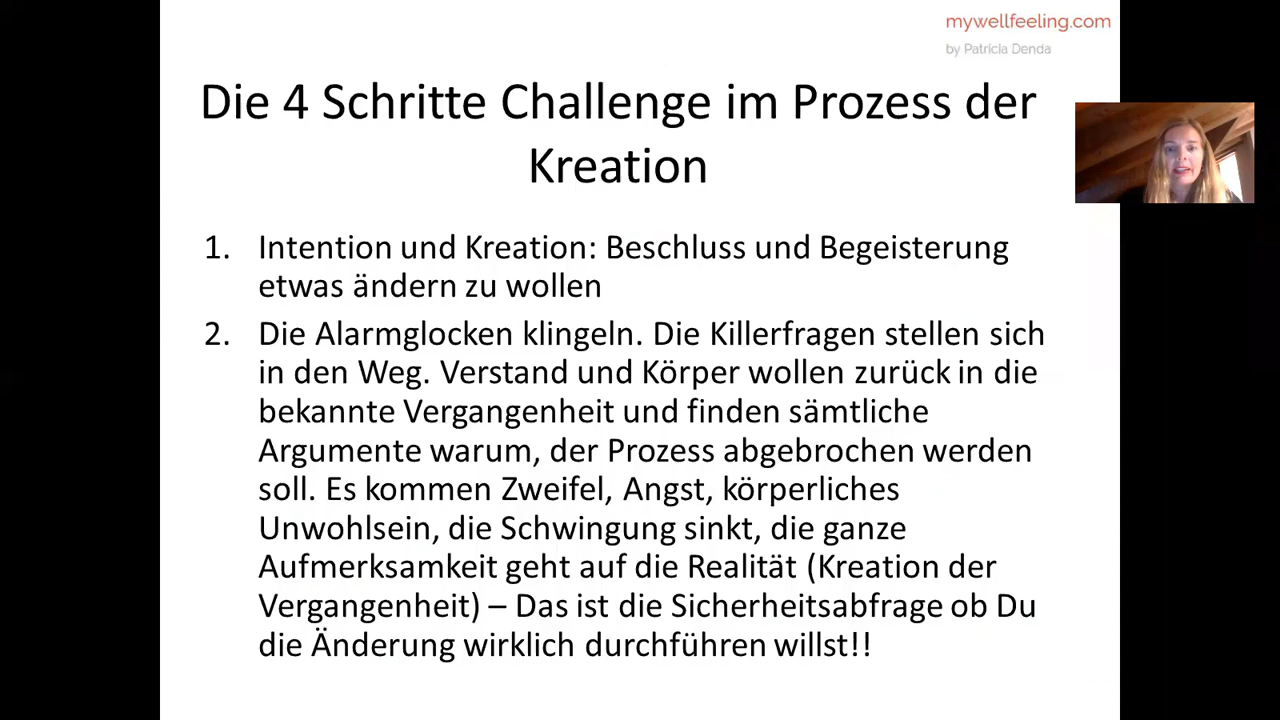 mywellfeeling.com
by Patricia Denda
Die 4 Schritte Challenge im Prozess der
Kreation
1. Intention und Kreation: Beschluss und Begeisterung
etwas ändern zu wollen
2. Die Alarmglocken klingeln. Die Killerfragen stellen sich
in den Weg. Verstand und Körper wollen zurück in die
bekannte Vergangenheit und finden sämtliche
Argumente warum, der Prozess abgebrochen werden
soll. Es kommen Zweifel, Angst, körperliches
Unwohlsein, die Schwingung sinkt, die ganze
Aufmerksamkeit geht auf die Realität (Kreation der
Vergangenheit) – Das ist die Sicherheitsabfrage ob Du
die Änderung wirklich durchführen willst!!